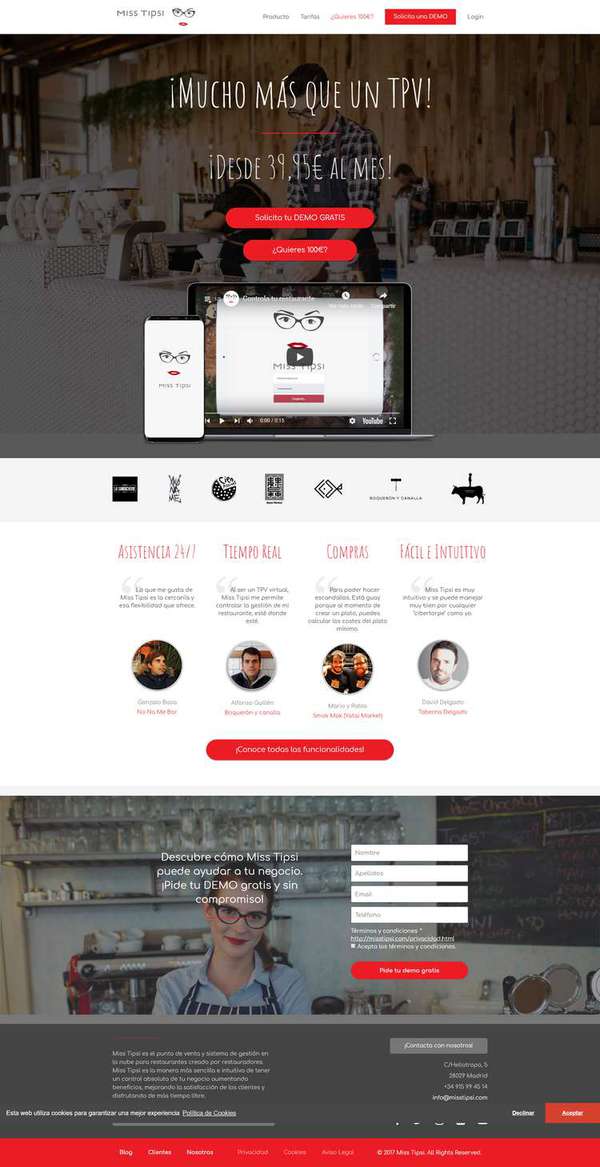 Miss Tipsi
Producto Tarifas ¿Quieres 100€? Solicita una DEMO Login
¡Mucho más que un TPV!
¡Desde 39,95€ al mes!
Solicita tu DEMO GRATIS
¿Quieres 100€?
Controla tu restaurante
Miss Tipsi
Miss Tipsi
0:00 / 0:15
YouTube
BOQUERÓN Y CANALLA
Asistencia 24/7
Lo que me gusta de
Miss Tipsi es la cercanía y
esa flexibilidad que ofrece.
Gonzalo Baza
No No Me Bar
Tiempo Real
Al ser un TPV virtual,
Miss Tipsi me permite
controlar la gestión de mi
restaurante, esté donde
esté.
Alfonso Guillén
Boquerón y canalla
Compras
Para poder hacer
escandallos. Está guay
porque al momento de
crear un plato, puedes
calcular los costes del plato
mínimo.
Mario y Rafas
Smok Mok (Yatai Market)
Fácil e Intuitivo
Miss Tipsi es muy
intuitivo y se puede manejar
muy bien por cualquier
"cibertorpe" como yo.
David Delgado
Taberna Delgado
¡Conoce todas las funcionalidades!
Descubre cómo Miss Tipsi
puede ayudar a tu negocio.
¡Pide tu DEMO gratis y sin
compromiso!
Nombre
Apellidos
Email
Teléfono
Términos y condiciones *
http://misstipsi.com/privacidad.html
Acepto los términos y condiciones.
Pide tu demo gratis
Miss Tipsi es el punto de venta y sistema de gestión en
la nube para restaurantes creado por restauradores.
Miss Tipsi es la manera más sencilla e intuitiva de tener
un control absoluto de tu negocio aumentando
beneficios, mejorando la satisfacción de los clientes y
disfrutando de más tiempo libre.
¡Contacta con nosotros!
C/Heliotropo, 5
28029 Madrid
+34 915 99 45 14
info@misstipsi.com
Esta web utiliza cookies para garantizar una mejor experiencia Política de Cookies Declinar Aceptar
Blog Clientes Nosotros Privacidad Cookies Aviso Legal © 2017 Miss Tipsi. All Rights Reserved.